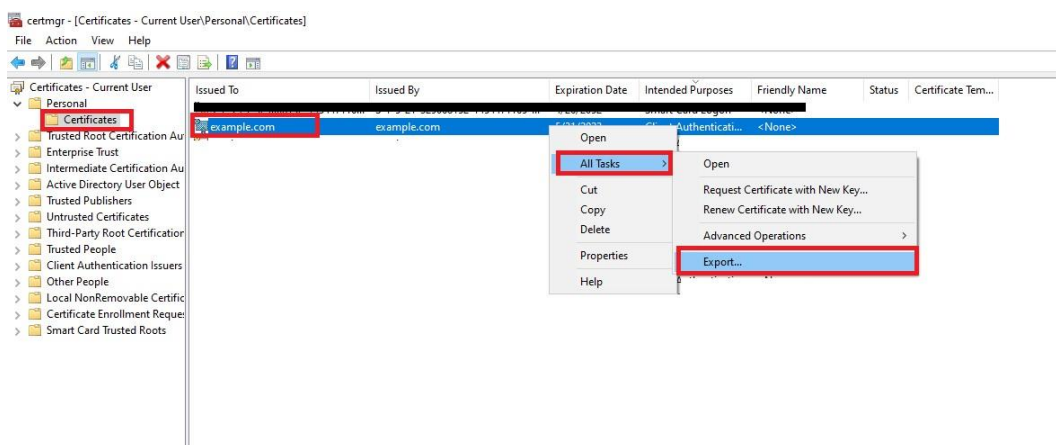 certmgr - [Certificates - Current User\Personal\Certificates]
File Action View Help
Certificates - Current User
Personal
Certificates
Trusted Root Certification Au
Enterprise Trust
Intermediate Certification Au
Active Directory User Object
Trusted Publishers
Untrusted Certificates
Third-Party Root Certification
Trusted People
Client Authentication Issuers
Other People
Local NonRemovable Certific
Certificate Enrollment Reques
Smart Card Trusted Roots
Issued To Issued By Expiration Date Intended Purposes Friendly Name Status Certificate Tem...
example.com example.com Client Authenticati... <None>
Open
All Tasks >
Cut
Copy
Delete
Properties
Help
Open
Request Certificate with New Key...
Renew Certificate with New Key...
Advanced Operations >
Export...